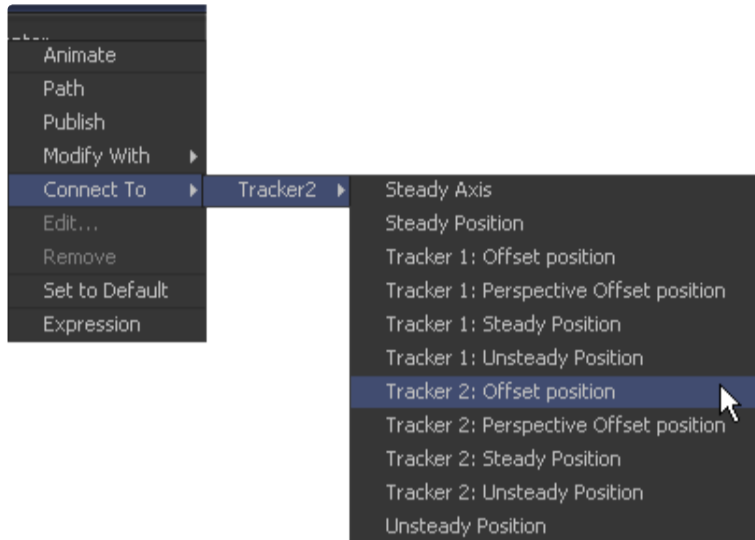 Animate
Path
Publish
Modify With
Connect To
Edit...
Remove
Set to Default
Expression
Tracker2
Steady Axis
Steady Position
Tracker 1: Offset position
Tracker 1: Perspective Offset position
Tracker 1: Steady Position
Tracker 1: Unsteady Position
Tracker 2: Offset position
Tracker 2: Perspective Offset position
Tracker 2: Steady Position
Tracker 2: Unsteady Position
Unsteady Position